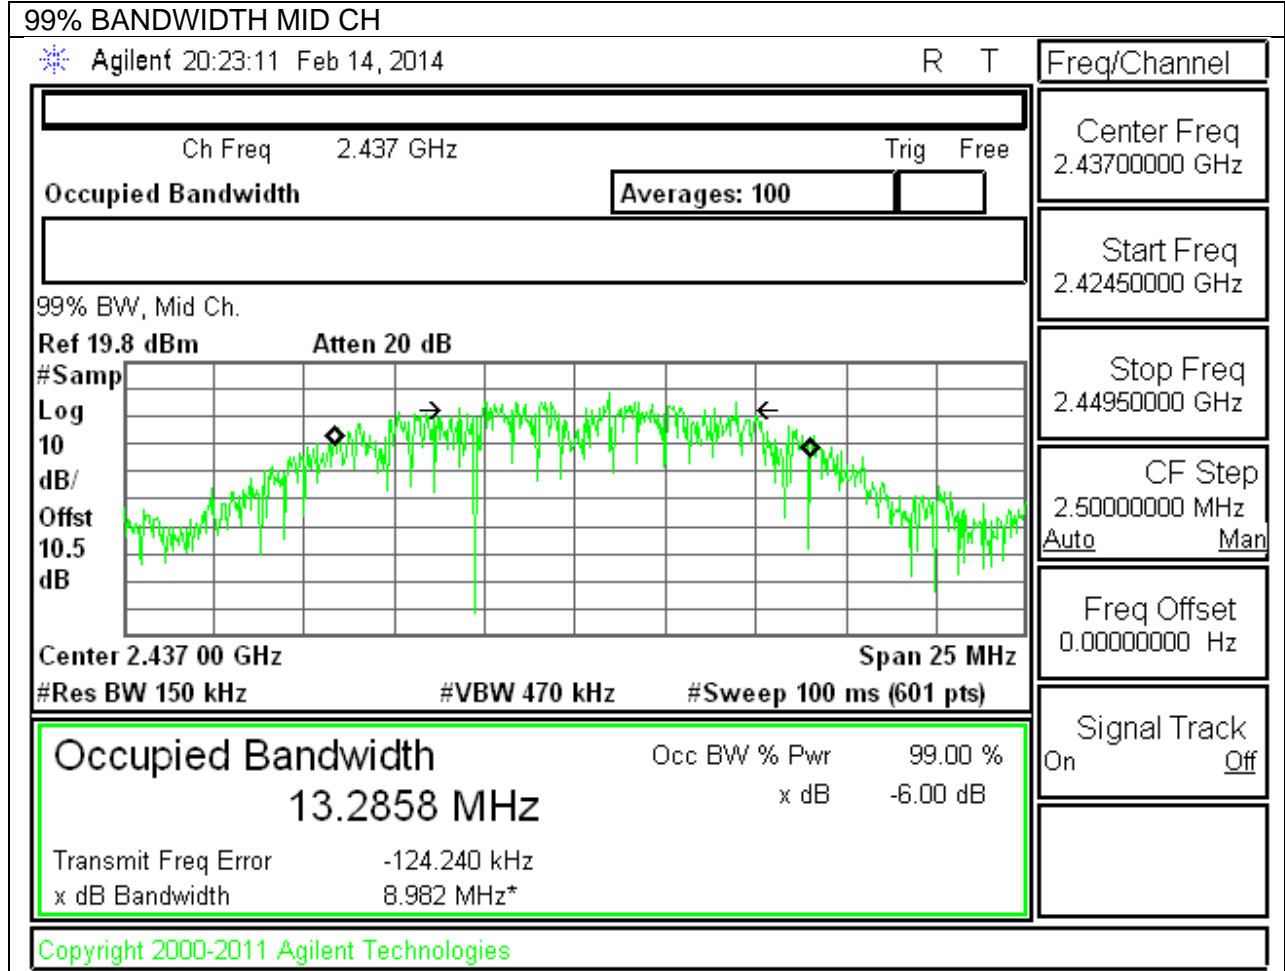 99% BANDWIDTH MID CH
Agilent 20:23:11 Feb 14, 2014 R T
Ch Freq 2.437 GHz Trig Free
Occupied Bandwidth Averages: 100
99% BW, Mid Ch.
Ref 19.8 dBm Atten 20 dB
#Samp
Log
10
dB/
Offst
10.5
dB
Center 2.437 00 GHz Span 25 MHz
#Res BW 150 kHz #VBW 470 kHz #Sweep 100 ms (601 pts)
Occupied Bandwidth Occ BW % Pwr 99.00 %
13.2858 MHz x dB -6.00 dB
Transmit Freq Error -124.240 kHz
x dB Bandwidth 8.982 MHz*
Copyright 2000-2011 Agilent Technologies
Freq/Channel
Center Freq
2.43700000 GHz
Start Freq
2.42450000 GHz
Stop Freq
2.44950000 GHz
CF Step
2.50000000 MHz
Auto Man
Freq Offset
0.00000000 Hz
Signal Track
On Off